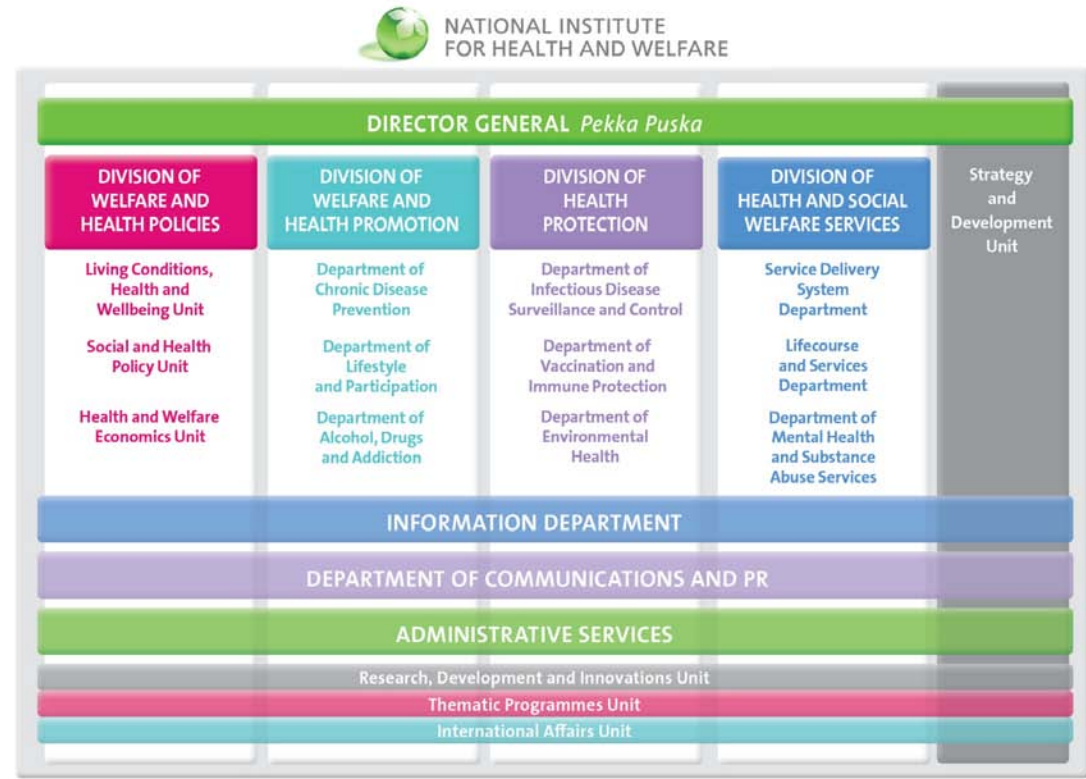 NATIONAL INSTITUTE
FOR HEALTH AND WELFARE
DIRECTOR GENERAL Pekka Puska
DIVISION OF
WELFARE AND
HEALTH POLICIES
Living Conditions,
Health and
Wellbeing Unit
Social and Health
Policy Unit
Health and Welfare
Economics Unit
DIVISION OF
WELFARE AND
HEALTH PROMOTION
Department of
Chronic Disease
Prevention
Department of
Lifestyle
and Participation
Department of
Alcohol, Drugs
and Addiction
DIVISION OF
HEALTH
PROTECTION
Department of
Infectious Disease
Surveillance and Control
Department of
Vaccination and
Immune Protection
Department of
Environmental
Health
DIVISION OF
HEALTH AND SOCIAL
WELFARE SERVICES
Service Delivery
System
Department
Lifecourse
and Services
Department
Department of
Mental Health
and Substance
Abuse Services
Strategy
and
Development
Unit
INFORMATION DEPARTMENT
DEPARTMENT OF COMMUNICATIONS AND PR
ADMINISTRATIVE SERVICES
Research, Development and Innovations Unit
Thematic Programmes Unit
International Affairs Unit